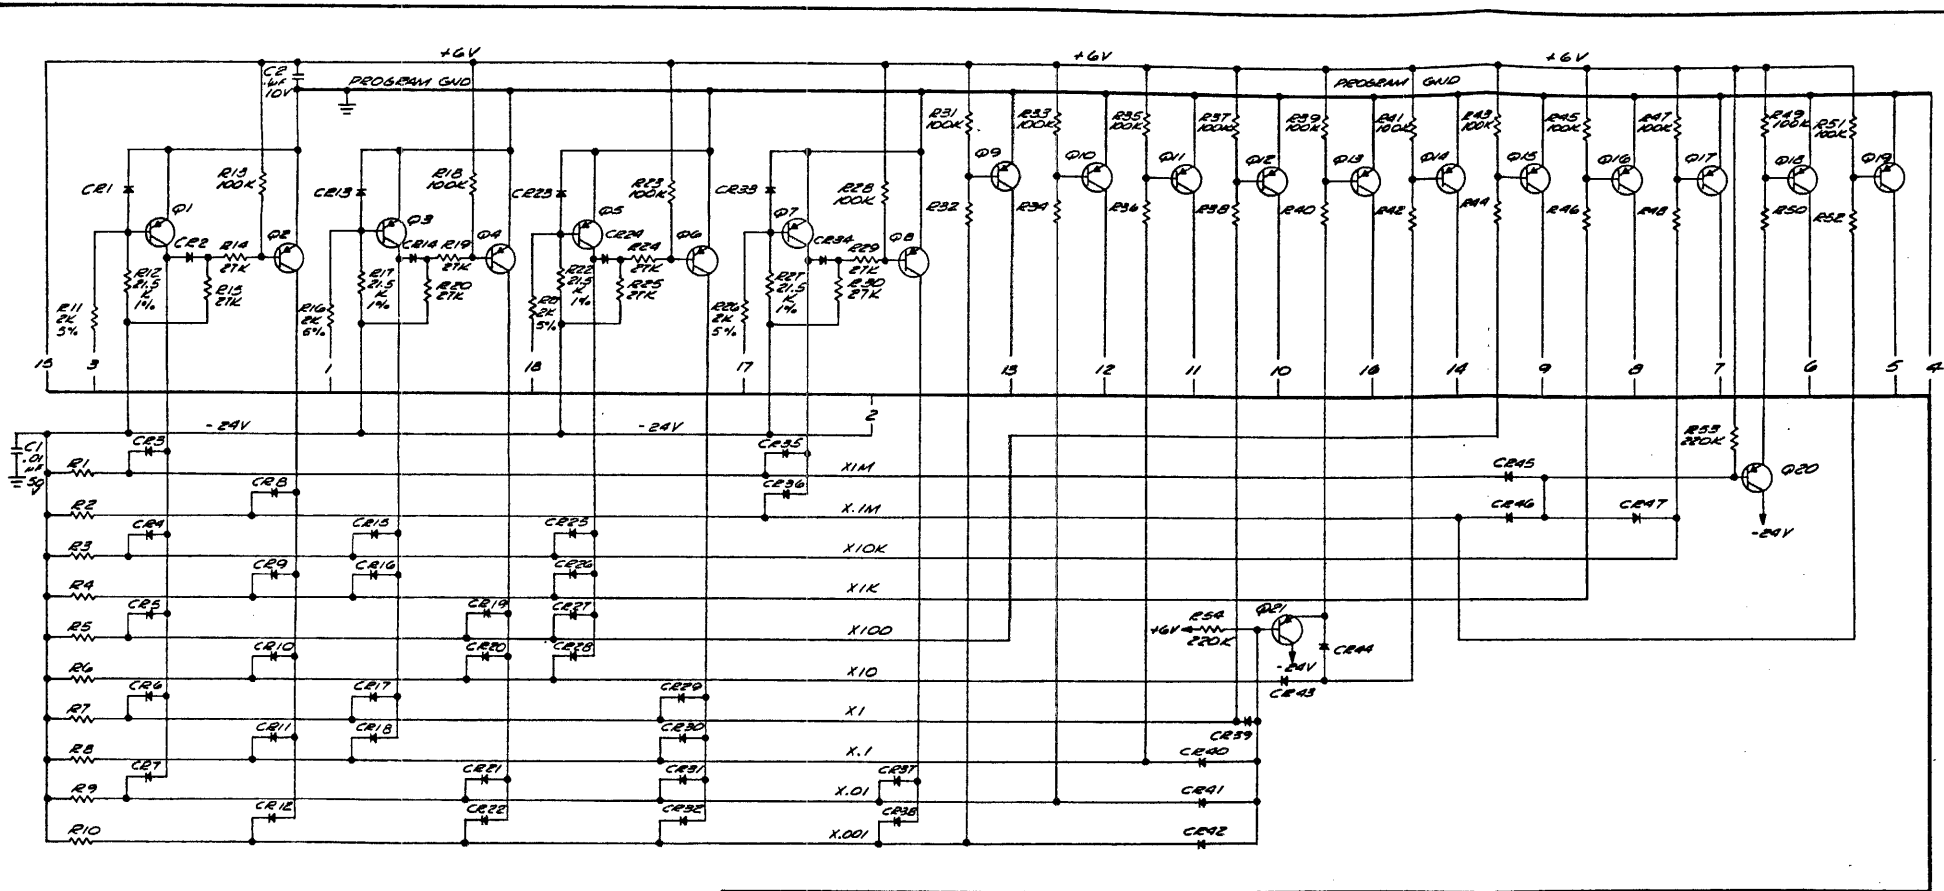 +6V +6V +6V
C2 .1µF 10V
PROGRAM GND PROGRAM GND
R31 100K R33 100K R35 100K R37 100K R39 100K R41 100K R43 100K R45 100K R47 100K R49 100K R51 100K
Q9 Q10 Q11 Q12 Q13 Q14 Q15 Q16 Q17 Q18 Q19
CR1 R13 100K CR13 R18 100K CR23 R23 100K CR33 R28 100K
Q1 Q2 Q3 Q4 Q5 Q6 Q7 Q8
R32 R34 R36 R38 R40 R42 R44 R46 R48 R50 R52
CR2 R14 27K CR14 R19 27K CR24 R24 27K CR34 R29 27K
R12 21.5 K 1% R15 27K R17 21.5 K 1% R20 27K R22 21.5 K 1% R25 27K R27 21.5 K 1% R30 27K
R11 2K 5% R16 2K 5% 2K 5% R26 2K 5%
15 3 1 18 17 13 12 11 10 16 14 9 8 7 6 5 4
2
-24V -24V
C1 .01 µF 50 V
R53 220K Q20 -24V
R1 CR3 CR35 X1M CR45
R2 CR8 CR36 X.1M CR46 CR47
R3 CR4 CR15 CR25 X10K
R4 CR9 CR16 CR26 X1K
R5 CR5 CR19 CR27 X100
+6V R54 220K Q21 -24V CR44
R6 CR10 CR20 CR28 X10 CR43
R7 CR6 CR17 CR29 X1 CR39
R8 CR11 CR18 CR30 X.1 CR40
R9 CR7 CR21 CR31 X.01 CR37 CR41
R10 CR12 CR22 CR32 X.001 CR38 CR42